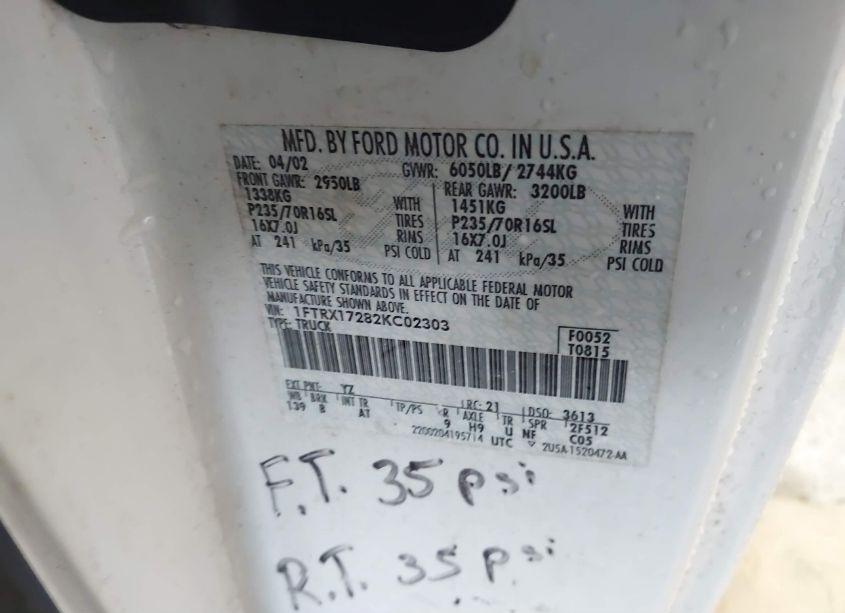 MFD. BY FORD MOTOR CO. IN U.S.A.
DATE: 04/02 GVWR: 6050LB/ 2744KG
FRONT GAWR: 2950LB REAR GAWR: 3200LB
1338KG WITH 1451KG WITH
P235/70R16SL TIRES P235/70R16SL TIRES
16X7.0J RIMS 16X7.0J RIMS
AT 241 kPa/35 PSI COLD AT 241 kPa/35 PSI COLD
THIS VEHICLE CONFORMS TO ALL APPLICABLE FEDERAL MOTOR
VEHICLE SAFETY STANDARDS IN EFFECT ON THE DATE OF
MANUFACTURE SHOWN ABOVE.
VIN: 1FTRX17282KC02303 F0052
TYPE: TRUCK T0815
EXT PNT: YZ RC: 21 DSO: 3613
WB BRK INT TR TP/PS R AXLE TR SPR 2F512
139 B AT 9 H9 U NF C05
2200204195714 UTC 2U5A-1520472-AA
F.T. 35 psi
R.T. 35 psi